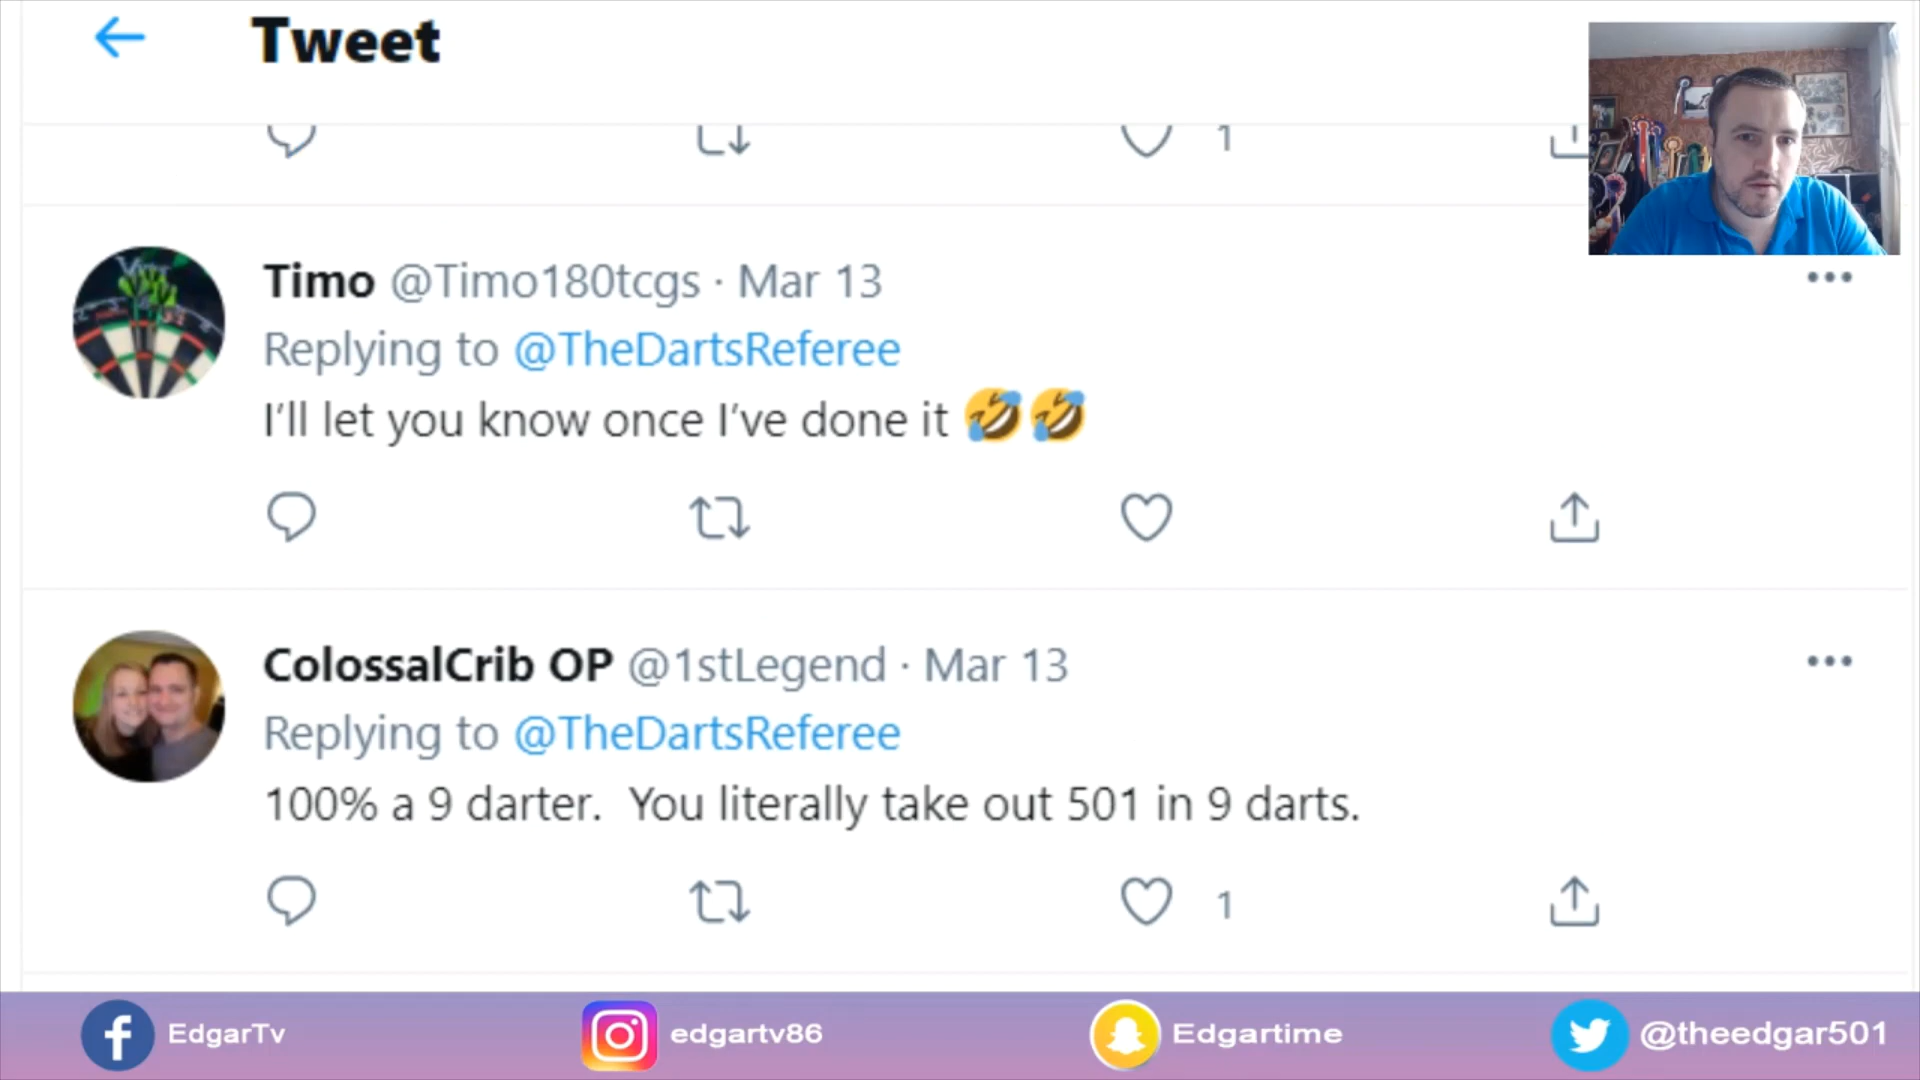 Tweet
1
Timo @Timo180tcgs · Mar 13
Replying to @TheDartsReferee
I'll let you know once I've done it 🤣🤣
ColossalCrib OP @1stLegend · Mar 13
Replying to @TheDartsReferee
100% a 9 darter.  You literally take out 501 in 9 darts.
1
EdgarTv edgartv86 Edgartime @theedgar501